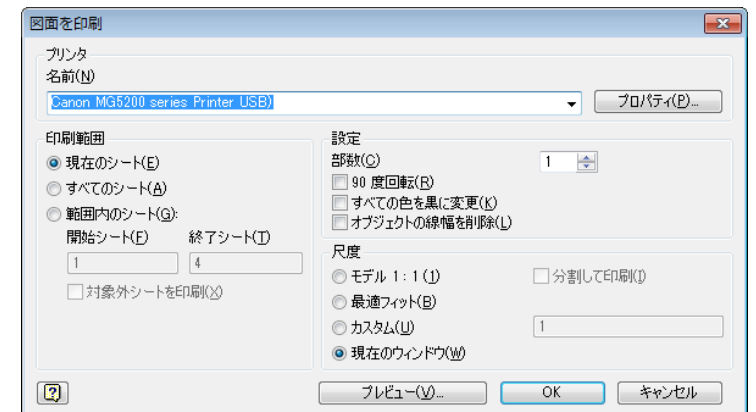 図面を印刷
プリンタ
名前(N)
Canon MG5200 series Printer USB)
プロパティ(P)...
印刷範囲
現在のシート(E)
すべてのシート(A)
範囲内のシート(G):
開始シート(F) 終了シート(T)
1 4
対象外シートを印刷(X)
設定
部数(C) 1
90 度回転(R)
すべての色を黒に変更(K)
オブジェクトの線幅を削除(L)
尺度
モデル 1 : 1 (1) 分割して印刷(I)
最適フィット(B)
カスタム(U) 1
現在のウィンドウ(W)
? プレビュー(V)... OK キャンセル